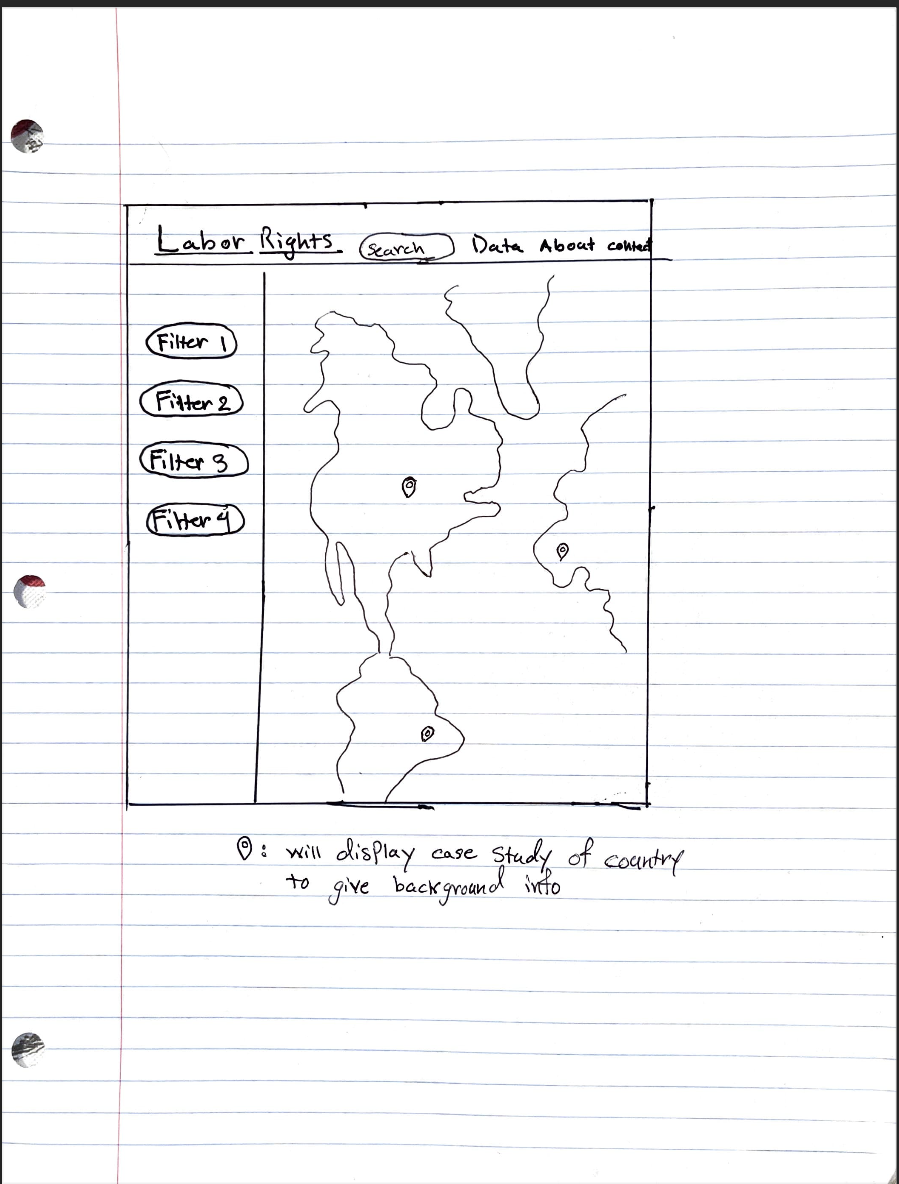 Labor Rights Search Data About contact
Filter 1
Filter 2
Filter 3
Filter 4
: will display case study of country
to give background info